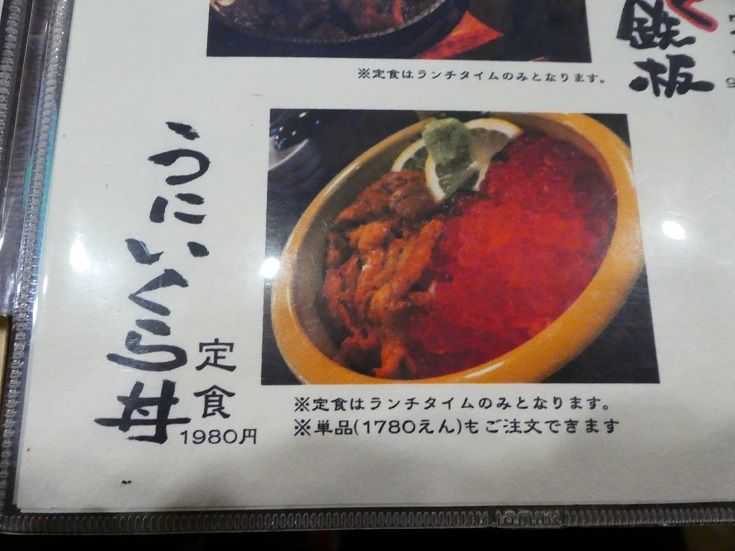 鉄板
※定食はランチタイムのみとなります。
うにいくら丼
定食
1980円
※定食はランチタイムのみとなります。
※単品(1780えん)もご注文できます